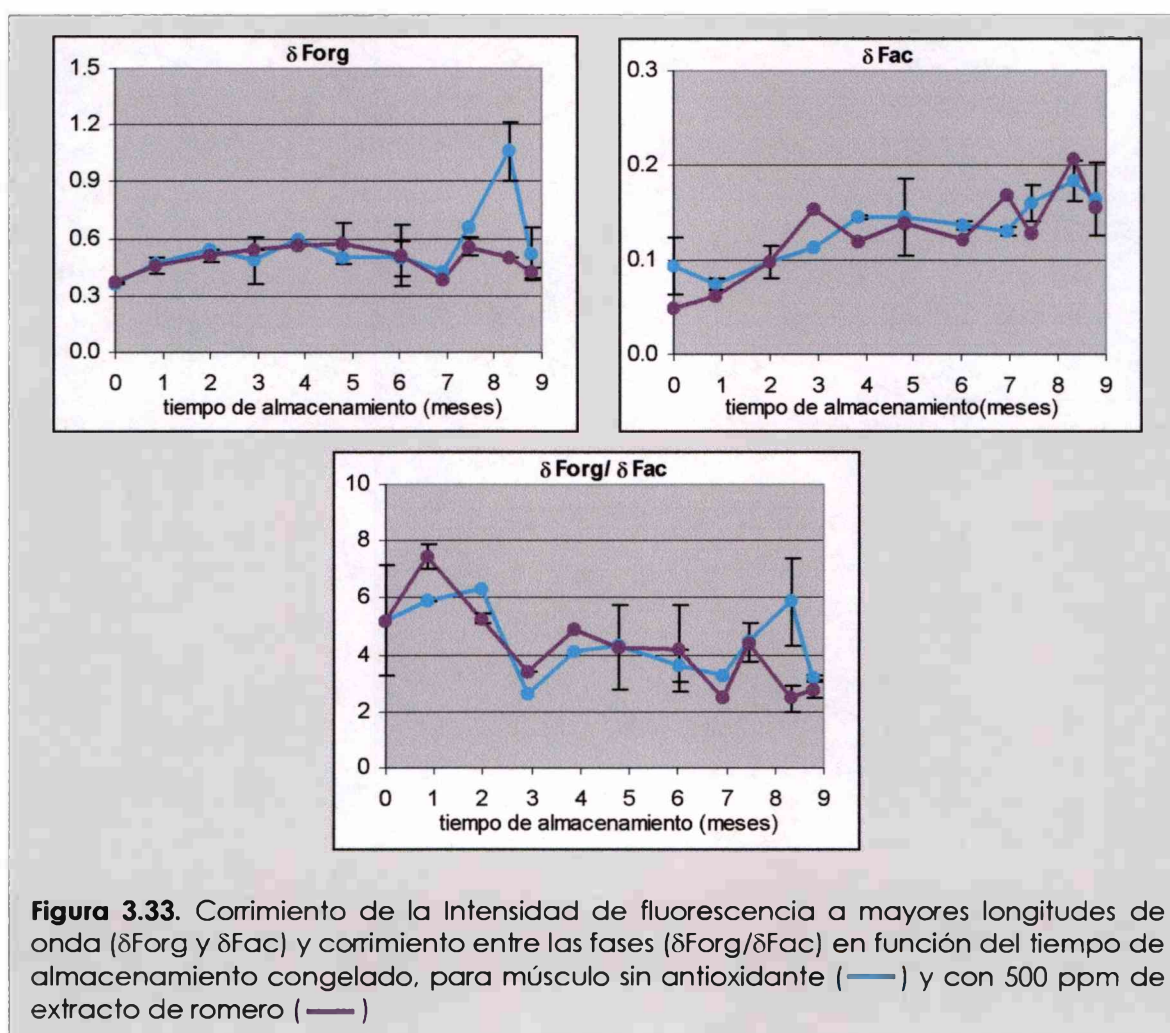 δ Forg
1.5
1.2
0.9
0.6
0.3
0.0
0 1 2 3 4 5 6 7 8 9
tiempo de almacenamiento (meses)
δ Fac
0.3
0.2
0.1
0.0
0 1 2 3 4 5 6 7 8 9
tiempo de almacenamiento(meses)
δ Forg/ δ Fac
10
8
6
4
2
0
0 1 2 3 4 5 6 7 8 9
tiempo de almacenamiento (meses)
Figura 3.33. Corrimiento de la Intensidad de fluorescencia a mayores longitudes de
onda (δForg y δFac) y corrimiento entre las fases (δForg/δFac) en función del tiempo de
almacenamiento congelado, para músculo sin antioxidante ( ) y con 500 ppm de
extracto de romero ( )